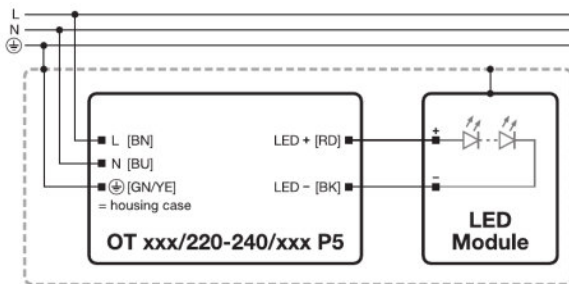 L
N
⏚
L [BN]
LED + [RD]
N [BU]
⏚ [GN/YE]
LED − [BK]
= housing case
OT xxx/220-240/xxx P5
+
−
LED
Module